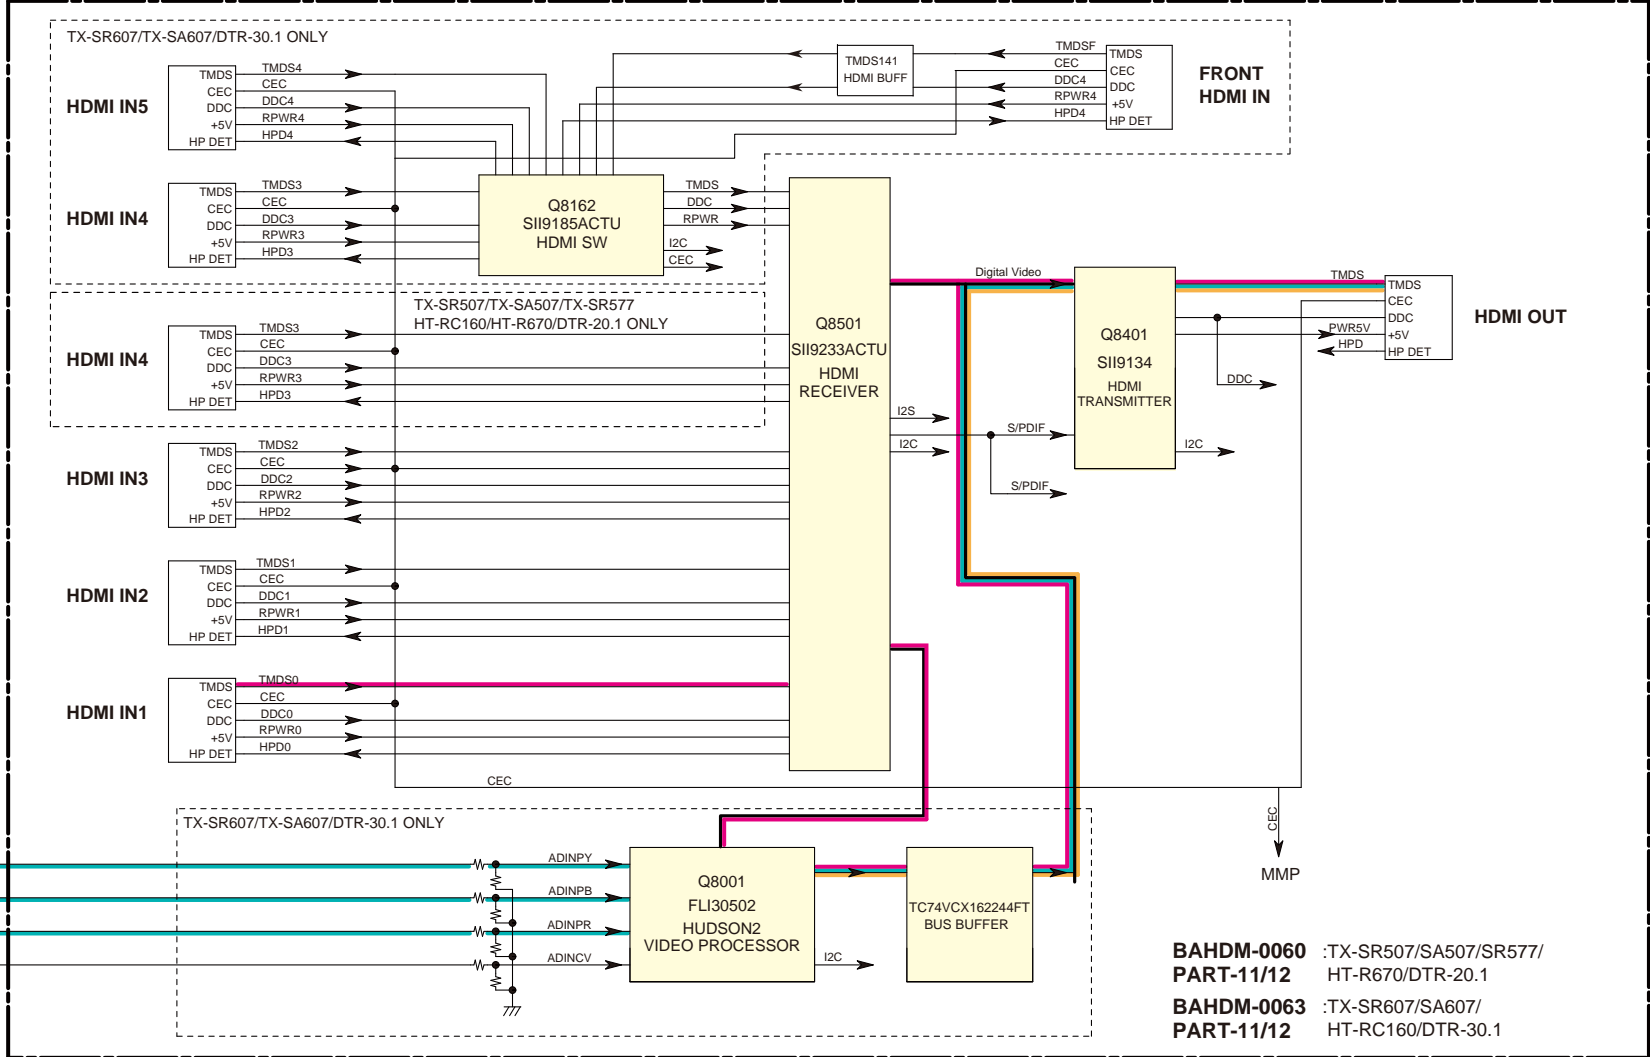 TX-SR607/TX-SA607/DTR-30.1 ONLY
HDMI IN5
TMDS
CEC
DDC
+5V
HP DET
TMDS4
CEC
DDC4
RPWR4
HPD4
TMDS141
HDMI BUFF
TMDSF
CEC
DDC4
RPWR4
HPD4
TMDS
CEC
DDC
+5V
HP DET
FRONT
HDMI IN
HDMI IN4
TMDS
CEC
DDC
+5V
HP DET
TMDS3
CEC
DDC3
RPWR3
HPD3
Q8162
SII9185ACTU
HDMI SW
TMDS
DDC
RPWR
I2C
CEC
TX-SR507/TX-SA507/TX-SR577
HT-RC160/HT-R670/DTR-20.1 ONLY
HDMI IN4
TMDS
CEC
DDC
+5V
HP DET
TMDS3
CEC
DDC3
RPWR3
HPD3
Q8501
SII9233ACTU
HDMI
RECEIVER
I2S
I2C
Digital Video
S/PDIF
S/PDIF
Q8401
SII9134
HDMI
TRANSMITTER
I2C
TMDS
PWR5V
HPD
DDC
TMDS
CEC
DDC
+5V
HP DET
HDMI OUT
HDMI IN3
TMDS
CEC
DDC
+5V
HP DET
TMDS2
CEC
DDC2
RPWR2
HPD2
HDMI IN2
TMDS
CEC
DDC
+5V
HP DET
TMDS1
CEC
DDC1
RPWR1
HPD1
HDMI IN1
TMDS
CEC
DDC
+5V
HP DET
TMDS0
CEC
DDC0
RPWR0
HPD0
CEC
CEC
MMP
TX-SR607/TX-SA607/DTR-30.1 ONLY
ADINPY
ADINPB
ADINPR
ADINCV
Q8001
FLI30502
HUDSON2
VIDEO PROCESSOR
I2C
TC74VCX162244FT
BUS BUFFER
BAHDM-0060 :TX-SR507/SA507/SR577/
PART-11/12 HT-R670/DTR-20.1
BAHDM-0063 :TX-SR607/SA607/
PART-11/12 HT-RC160/DTR-30.1